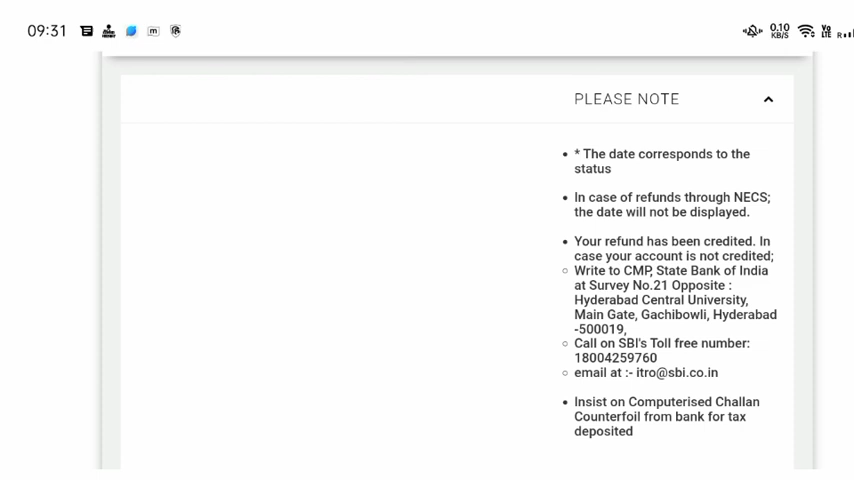 09:31 m 0.10 KB/S Vo LTE R
PLEASE NOTE
* The date corresponds to the
status
In case of refunds through NECS;
the date will not be displayed.
Your refund has been credited. In
case your account is not credited;
Write to CMP, State Bank of India
at Survey No.21 Opposite :
Hyderabad Central University,
Main Gate, Gachibowli, Hyderabad
-500019,
Call on SBI's Toll free number:
18004259760
email at :- itro@sbi.co.in
Insist on Computerised Challan
Counterfoil from bank for tax
deposited